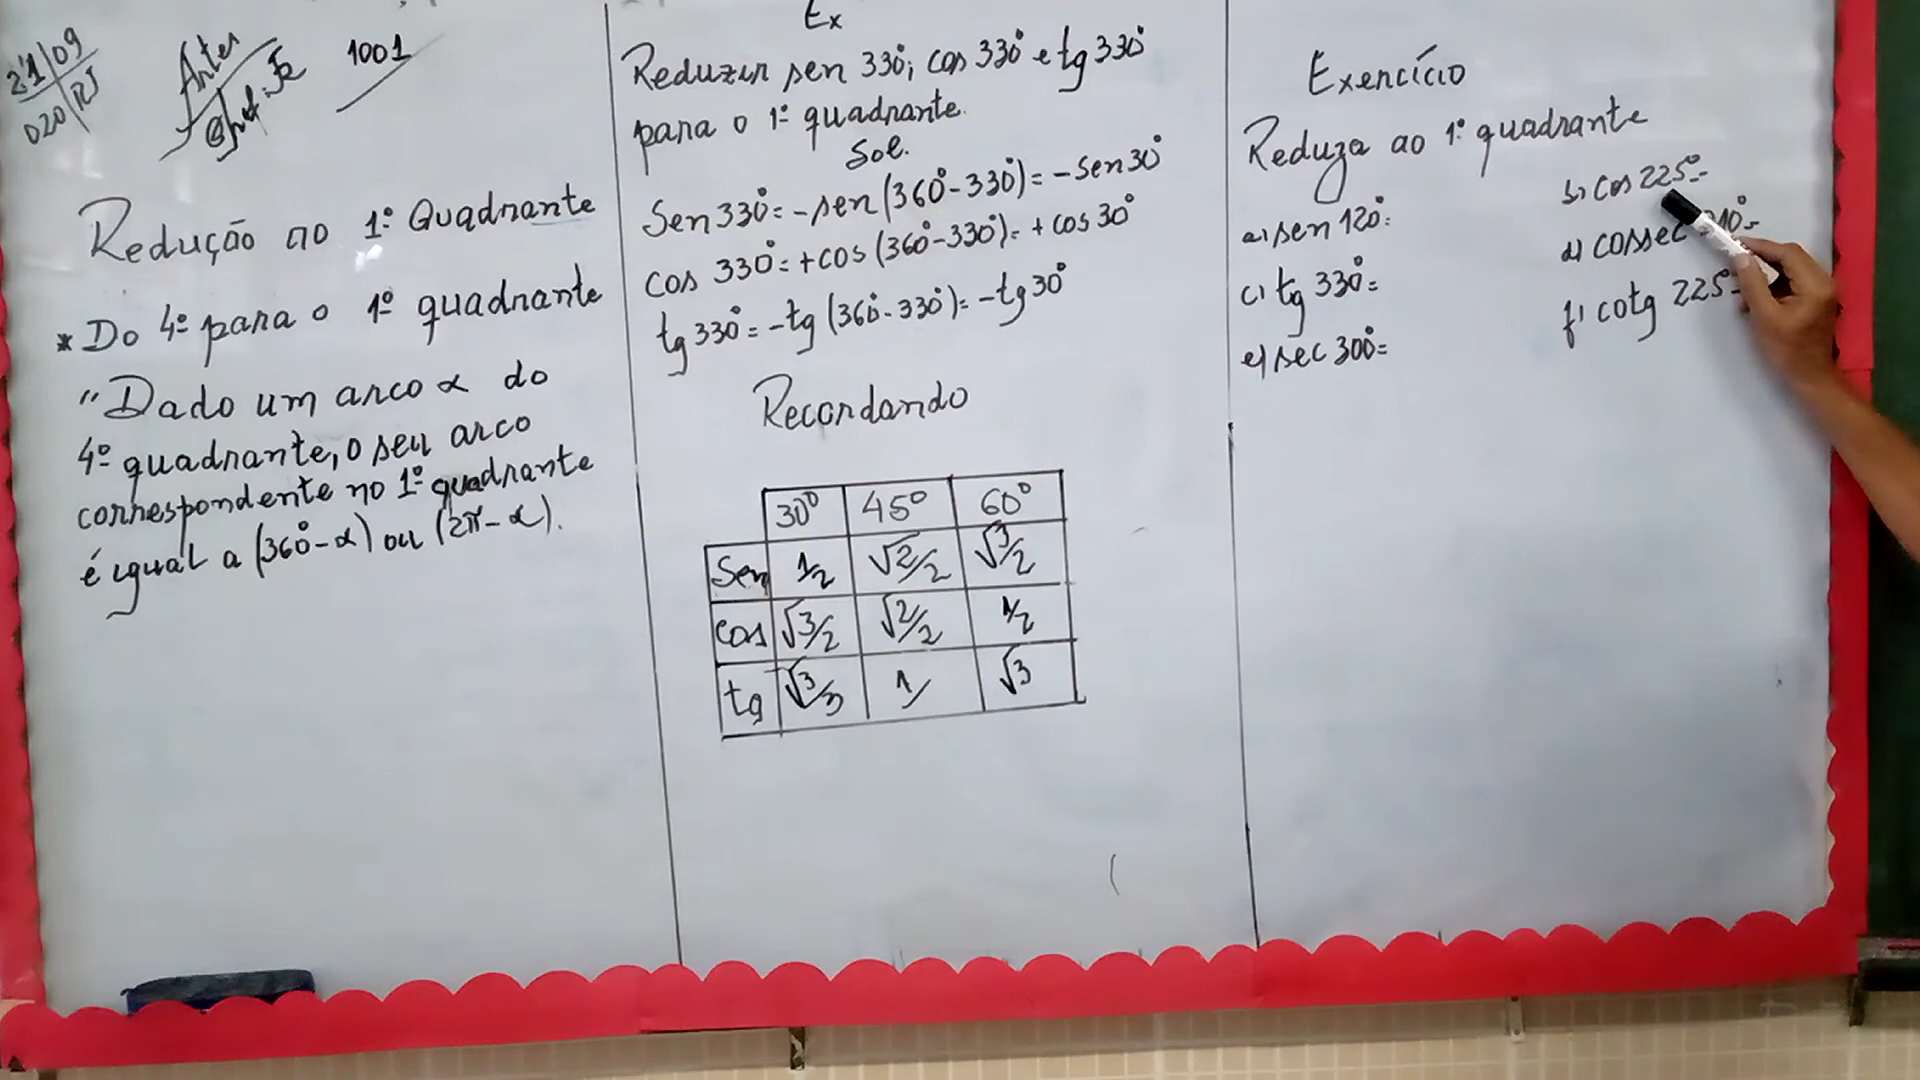 21/09
020/RJ
1001
Redução ao 1º Quadrante
* Do 4º para o 1º quadrante
"Dado um arco α do
4º quadrante, o seu arco
correspondente no 1º quadrante
é igual a (360°-α) ou (2π-α).
Ex
Reduzir sen 330°; cos 330° e tg 330°
para o 1º quadrante.
Sol.
Sen 330° = -sen (360°-330°) = -sen 30°
cos 330° = +cos (360°-330°) = +cos 30°
tg 330° = -tg (360°-330°) = -tg 30°
Recordando
30° 45° 60°
Sen 1/2 √2/2 √3/2
cos √3/2 √2/2 1/2
tg √3/3 1 √3
Exercício
Reduza ao 1º quadrante
a) sen 120° =
b) cos 225° =
c) tg 330° =
d) cossec 10° =
e) sec 300° =
f) cotg 225° =